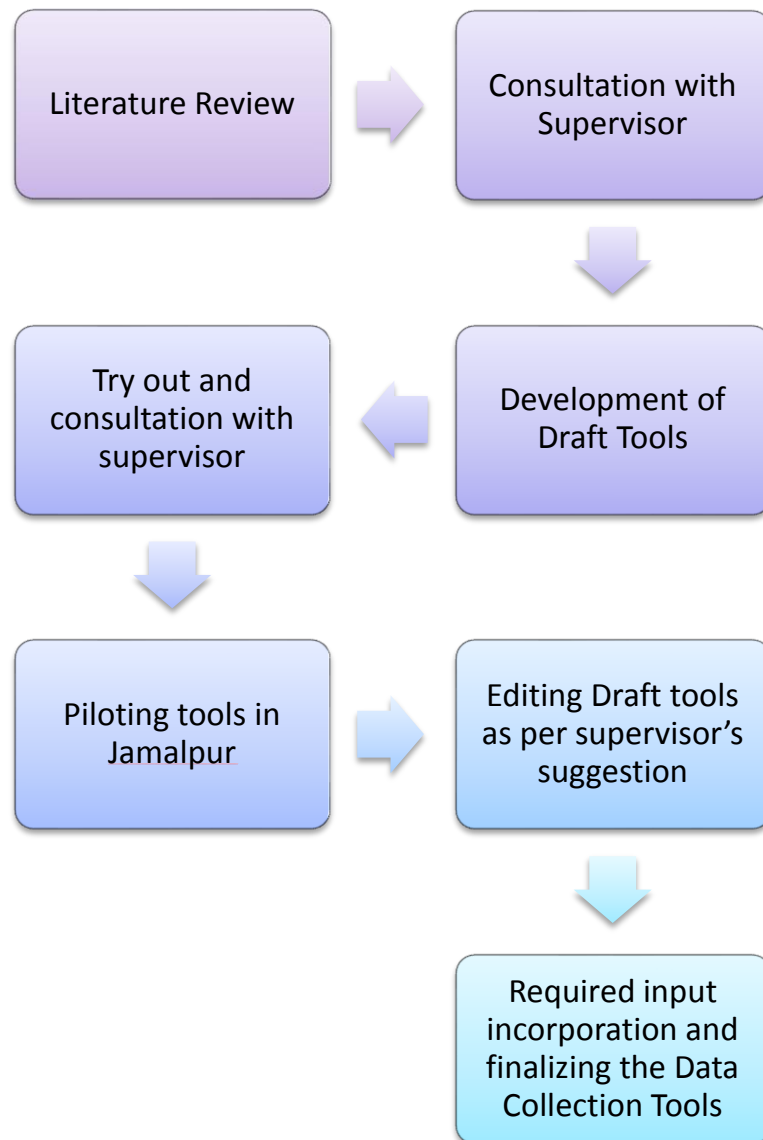 Literature Review
Consultation with
Supervisor
Development of
Draft Tools
Try out and
consultation with
supervisor
Piloting tools in
Jamalpur
Editing Draft tools
as per supervisor’s
suggestion
Required input
incorporation and
finalizing the Data
Collection Tools